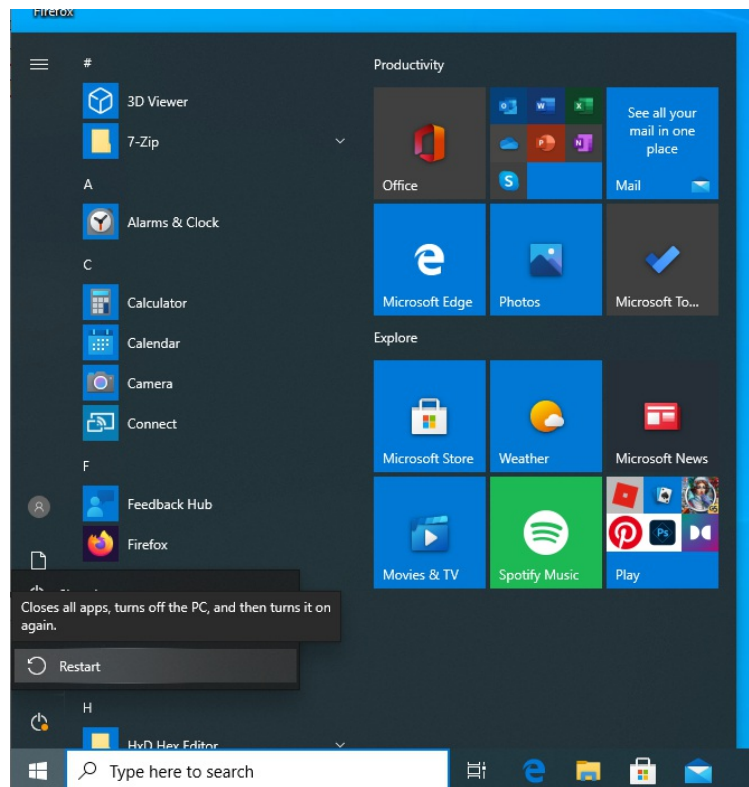 Firefox
#
3D Viewer
7-Zip
A
Alarms & Clock
C
Calculator
Calendar
Camera
Connect
F
Feedback Hub
Firefox
Closes all apps, turns off the PC, and then turns it on
again.
Restart
H
HxD Hex Editor
Type here to search
Productivity
Office
See all your
mail in one
place
Mail
Microsoft Edge
Photos
Microsoft To...
Explore
Microsoft Store
Weather
Microsoft News
Movies & TV
Spotify Music
Play